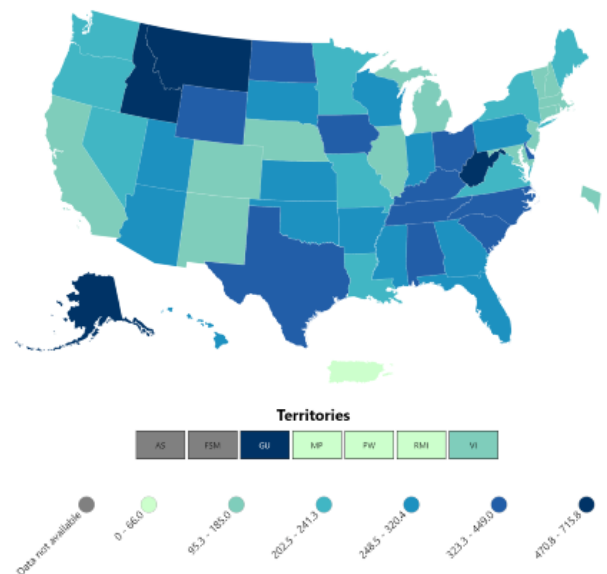 Territories
AS FSM GU MP PW RMI VI
Data not available
0 - 66.0
95.3 - 185.0
202.5 - 241.3
248.5 - 320.4
323.3 - 449.0
470.8 - 715.8